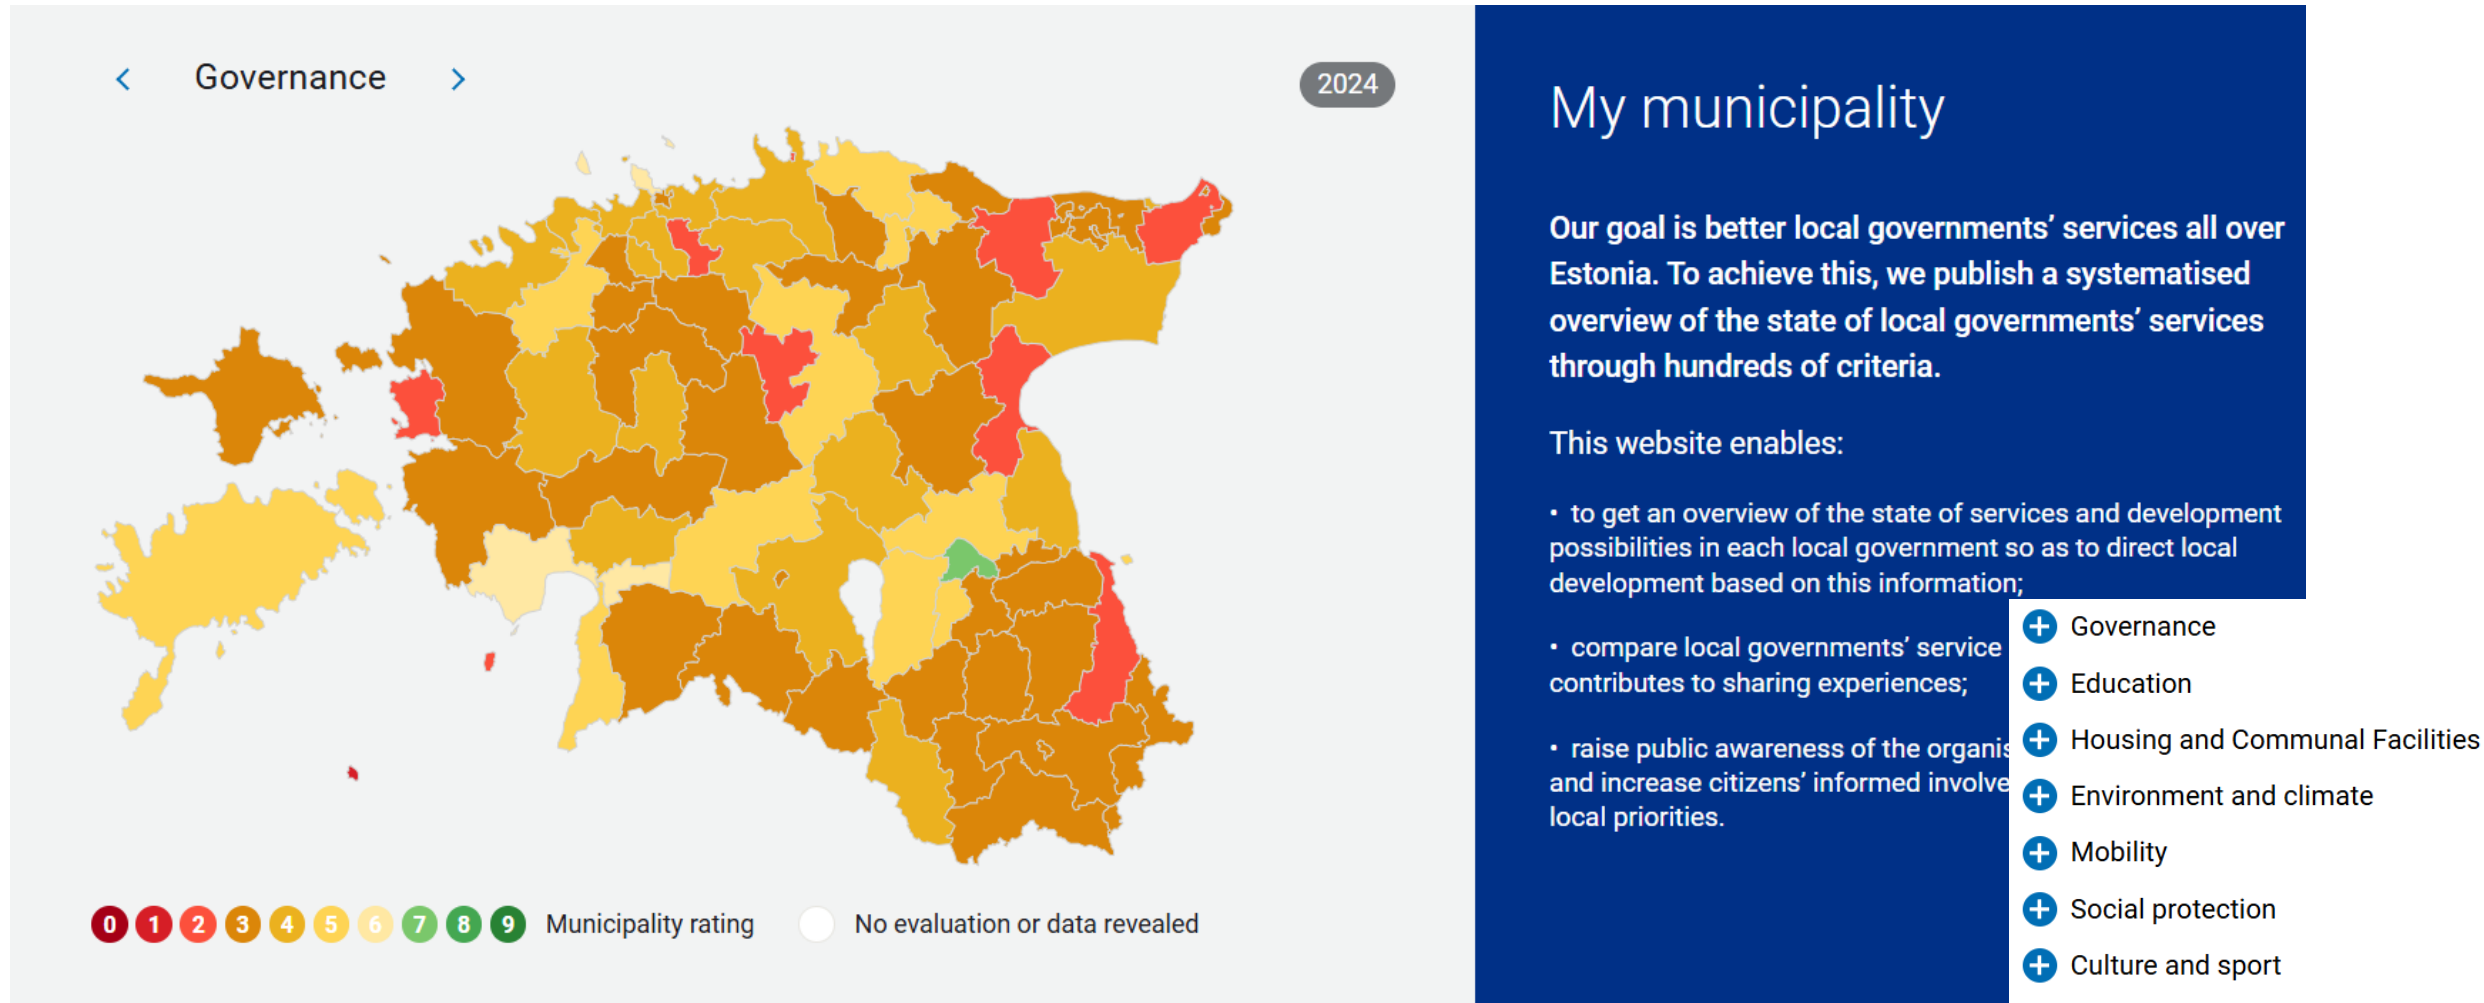 Governance
2024
0 1 2 3 4 5 6 7 8 9 Municipality rating
No evaluation or data revealed
My municipality
Our goal is better local governments’ services all over
Estonia. To achieve this, we publish a systematised
overview of the state of local governments’ services
through hundreds of criteria.
This website enables:
• to get an overview of the state of services and development
possibilities in each local government so as to direct local
development based on this information;
• compare local governments’ service
contributes to sharing experiences;
• raise public awareness of the organis
and increase citizens’ informed involve
local priorities.
Governance
Education
Housing and Communal Facilities
Environment and climate
Mobility
Social protection
Culture and sport